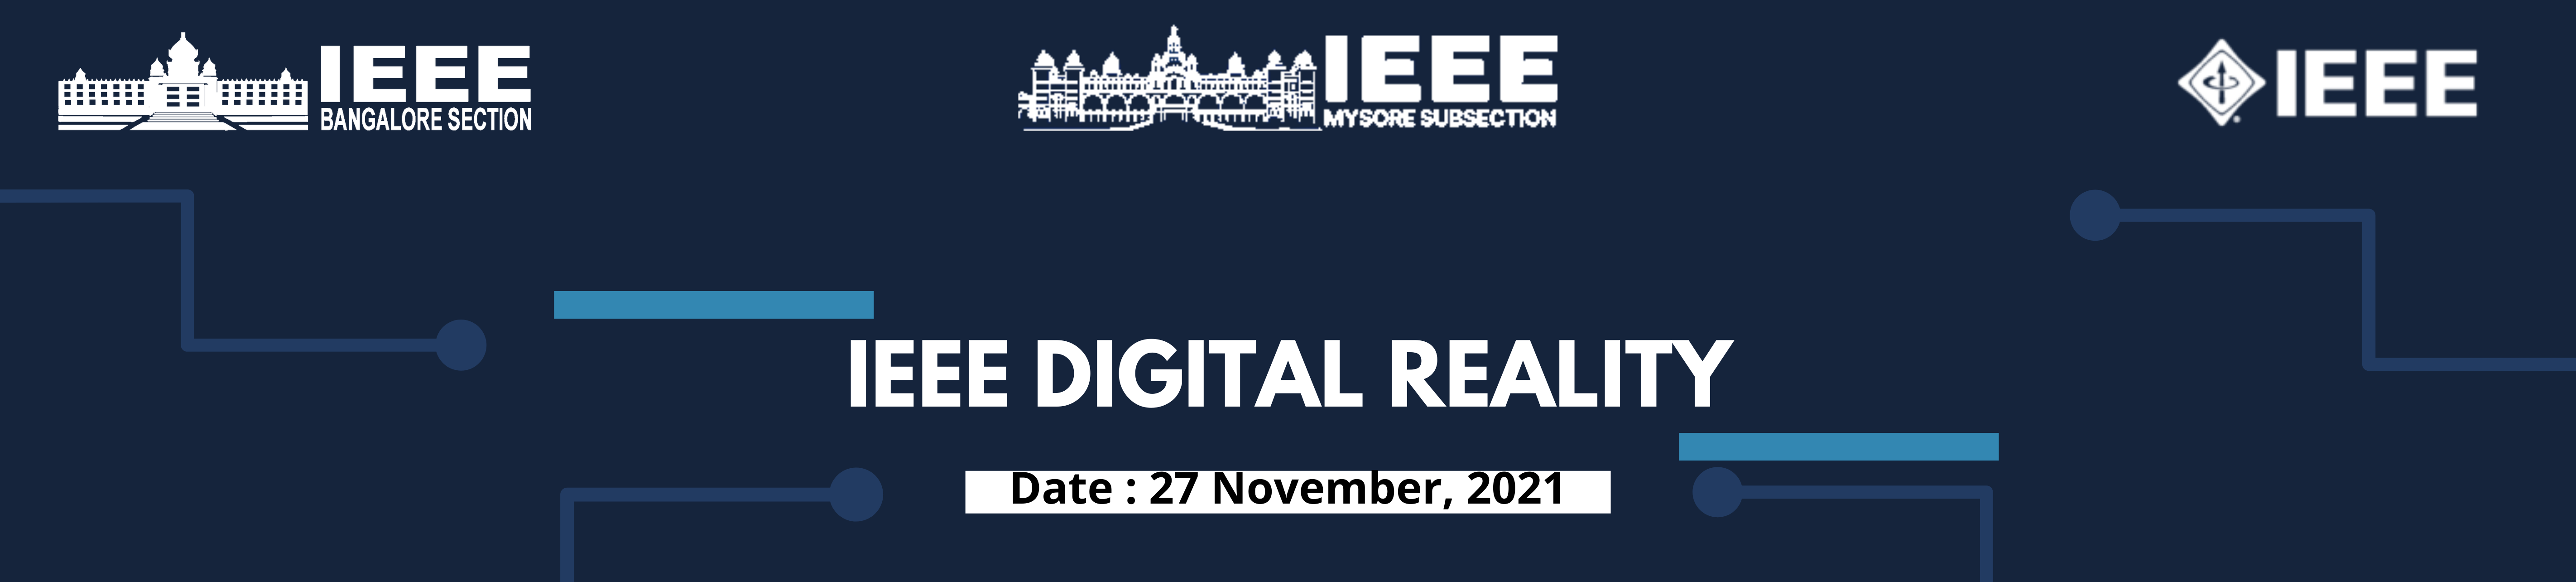 IEEE
BANGALORE SECTION
IEEE
MYSORE SUBSECTION
IEEE
IEEE DIGITAL REALITY
Date : 27 November, 2021